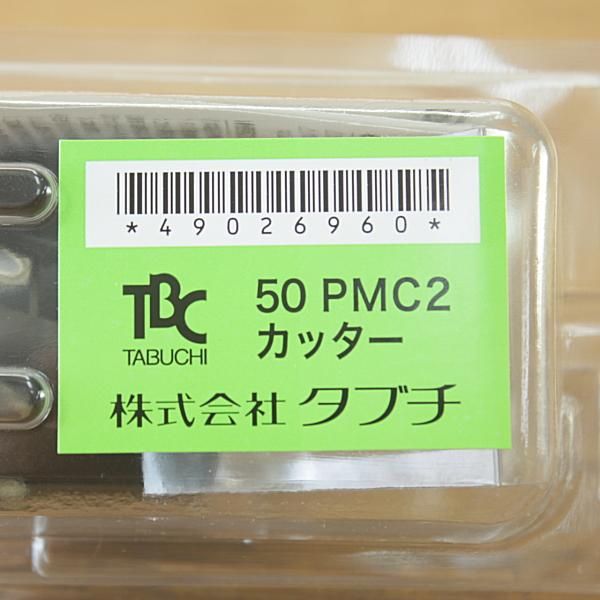 *49026960*
TBC
TABUCHI
50 PMC2
カッター
株式会社 タブチ